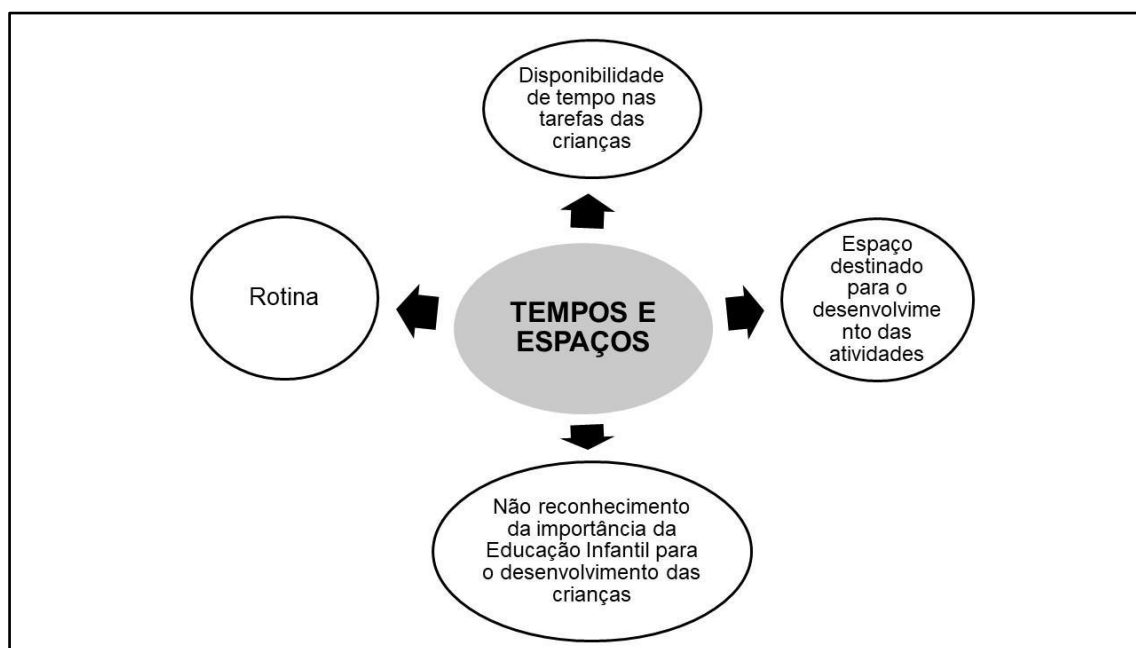 Disponibilidade
de tempo nas
tarefas das
crianças
Rotina
TEMPOS E
ESPAÇOS
Espaço
destinado
para o
desenvolvime
nto das
atividades
Não reconhecimento
da importância da
Educação Infantil para
o desenvolvimento das
crianças